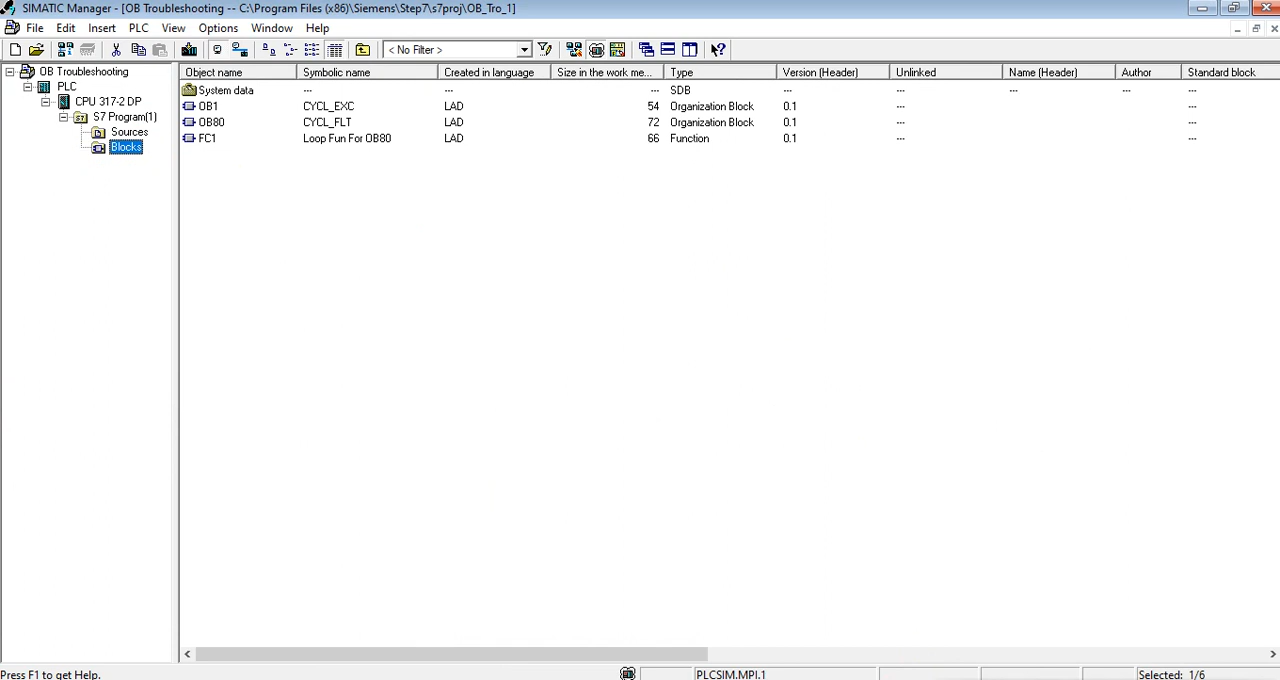 SIMATIC Manager - [OB Troubleshooting -- C:\Program Files (x86)\Siemens\Step7\s7proj\OB_Tro_1]
File Edit Insert PLC View Options Window Help
< No Filter >
OB Troubleshooting
PLC
CPU 317-2 DP
S7 Program(1)
Sources
Blocks
Object name Symbolic name Created in language Size in the work me... Type Version (Header) Unlinked Name (Header) Author Standard block
System data --- --- --- SDB --- --- --- --- ---
OB1 CYCL_EXC LAD 54 Organization Block 0.1 --- ---
OB80 CYCL_FLT LAD 72 Organization Block 0.1 --- ---
FC1 Loop Fun For OB80 LAD 66 Function 0.1 --- ---
Press F1 to get Help. PLCSIM.MPI.1 Selected: 1/6